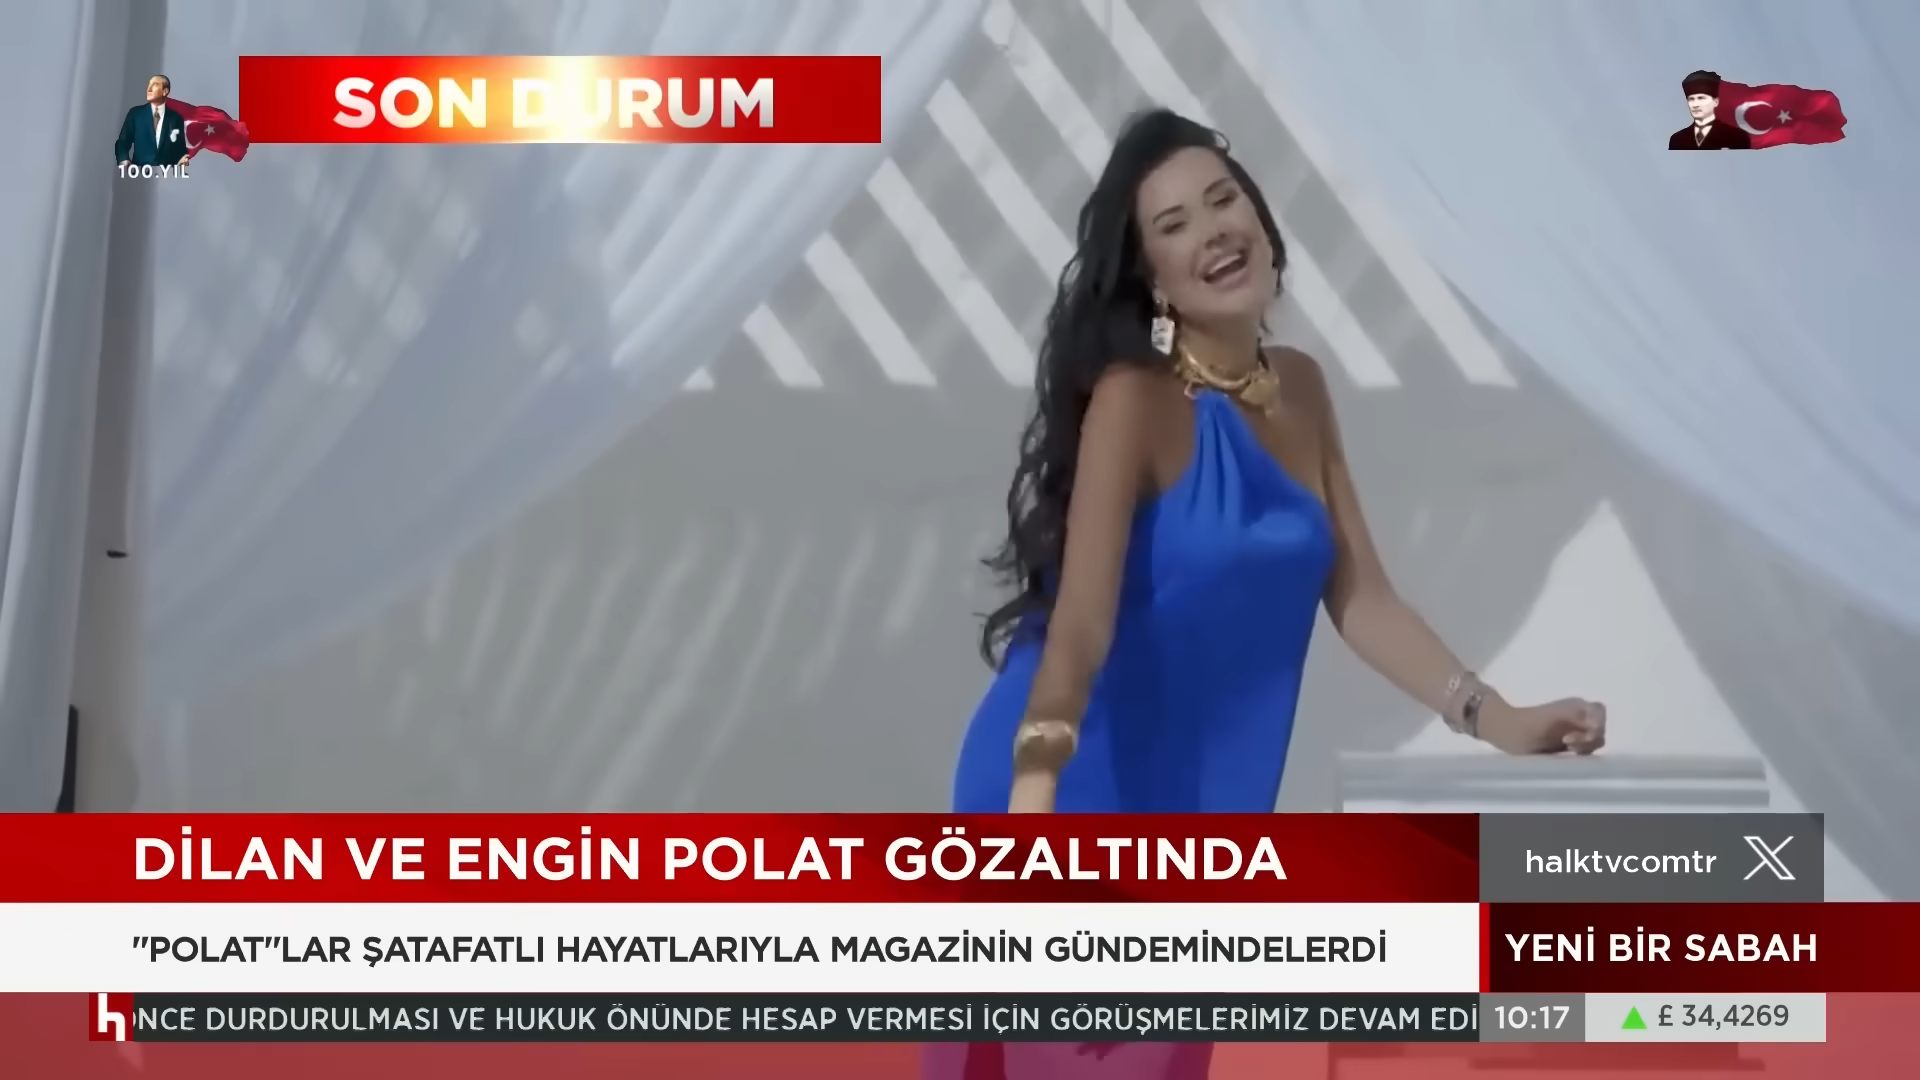 SON DURUM
100.YIL
DİLAN VE ENGİN POLAT GÖZALTINDA
halktvcomtr
"POLAT"LAR ŞATAFATLI HAYATLARIYLA MAGAZİNİN GÜNDEMİNDELERDİ
YENİ BİR SABAH
h
ÖNCE DURDURULMASI VE HUKUK ÖNÜNDE HESAP VERMESİ İÇİN GÖRÜŞMELERİMİZ DEVAM EDİ
10:17
£ 34,4269